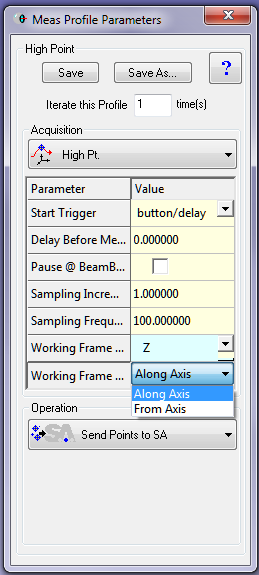 Meas Profile Parameters
High Point
Save
Save As...
?
Iterate this Profile 1 time(s)
Acquisition
High Pt.
Parameter Value
Start Trigger button/delay
Delay Before Me... 0.000000
Pause @ BeamB...
Sampling Increme... 1.000000
Sampling Freque... 100.000000
Working Frame ... Z
Working Frame ... Along Axis
Along Axis
From Axis
Operation
SA Send Points to SA